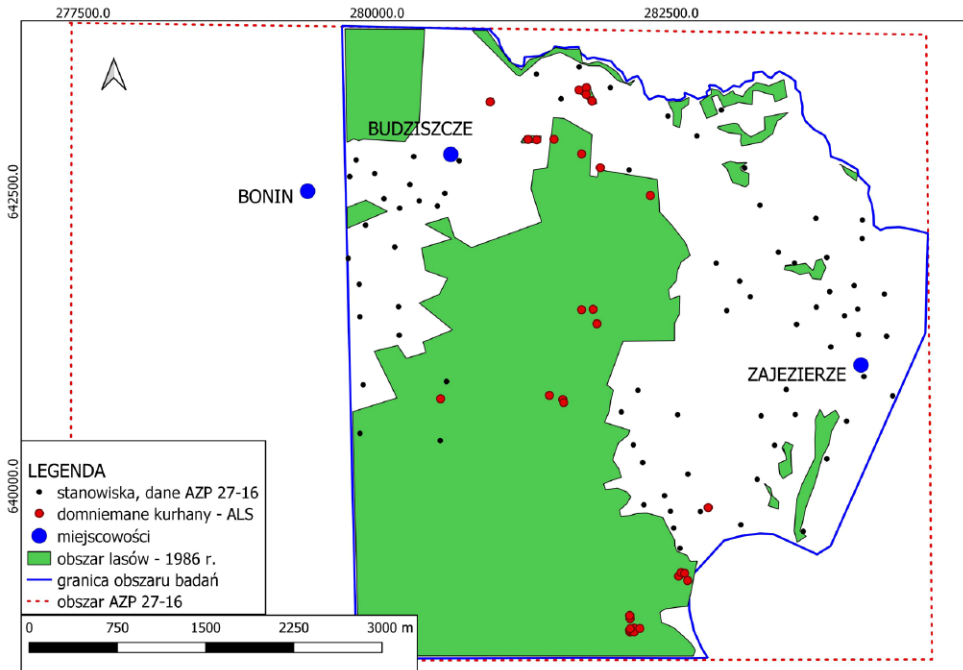 277500.0 280000.0 282500.0
BUDZISZCZE
642500.0
BONIN
ZAJEZIERZE
640000.0
LEGENDA
stanowiska, dane AZP 27-16
domniemane kurhany - ALS
miejscowości
obszar lasów - 1986 r.
granica obszaru badań
obszar AZP 27-16
0 750 1500 2250 3000 m